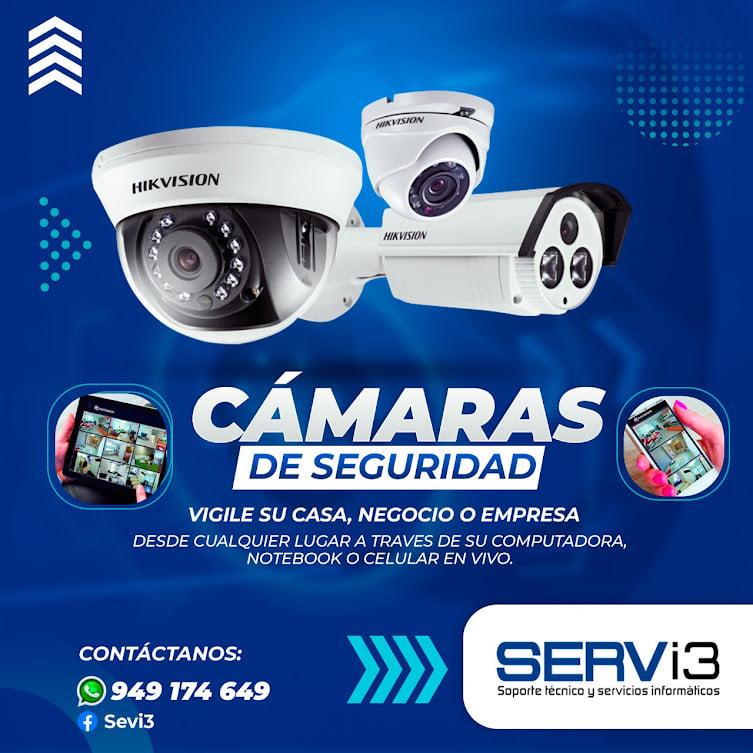 HIKVISION
HIKVISION
HIKVISION
CÁMARAS
DE SEGURIDAD
VIGILE SU CASA, NEGOCIO O EMPRESA
DESDE CUALQUIER LUGAR A TRAVES DE SU COMPUTADORA,
NOTEBOOK O CELULAR EN VIVO.
CONTÁCTANOS:
949 174 649
Sevi3
SERVi3
Soporte técnico y servicios informáticos